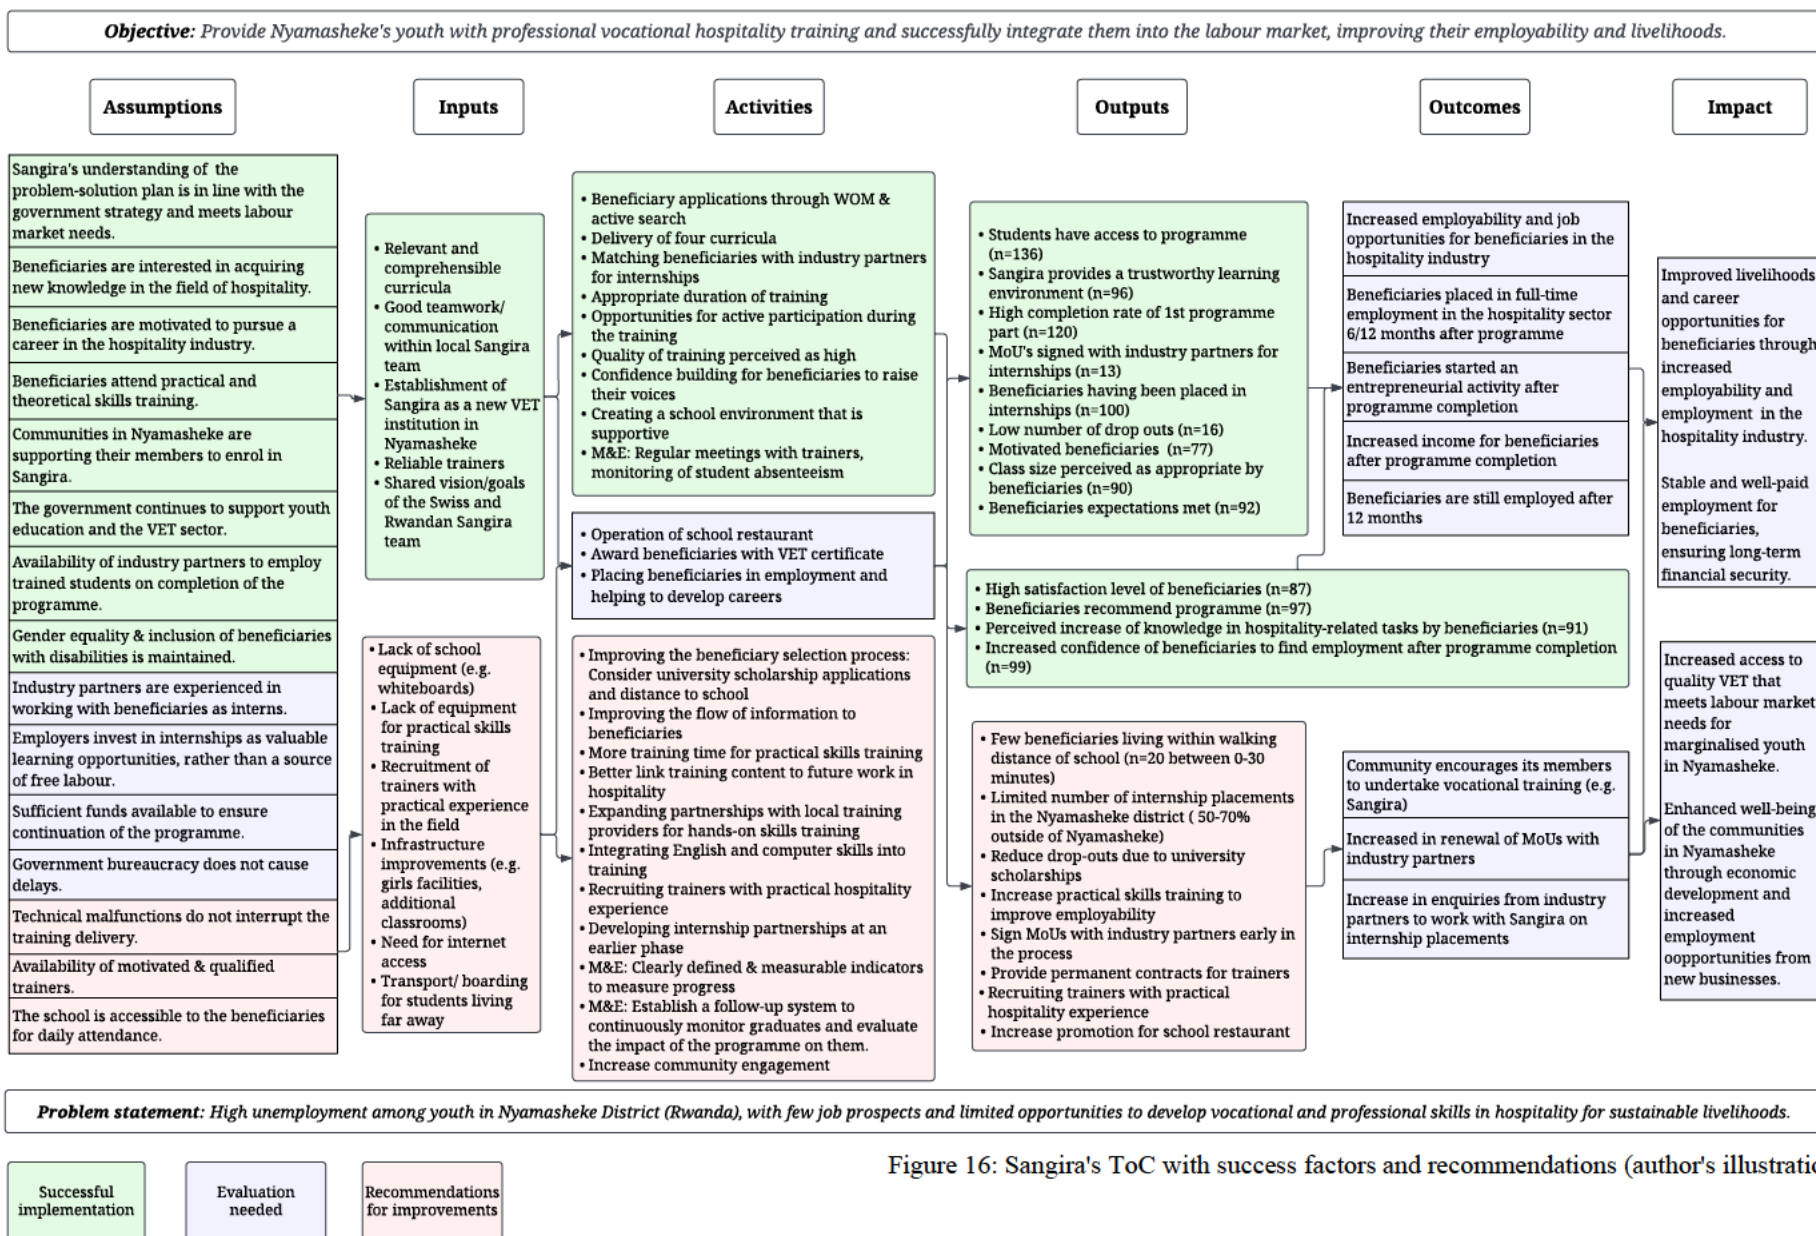 Objective: Provide Nyamasheke's youth with professional vocational hospitality training and successfully integrate them into the labour market, improving their employability and livelihoods.
Assumptions
Inputs
Activities
Outputs
Outcomes
Impact
Sangira's understanding of the
problem-solution plan is in line with the
government strategy and meets labour
market needs.
Beneficiaries are interested in acquiring
new knowledge in the field of hospitality.
Beneficiaries are motivated to pursue a
career in the hospitality industry.
Beneficiaries attend practical and
theoretical skills training.
Communities in Nyamasheke are
supporting their members to enrol in
Sangira.
The government continues to support youth
education and the VET sector.
Availability of industry partners to employ
trained students on completion of the
programme.
Gender equality & inclusion of beneficiaries
with disabilities is maintained.
Industry partners are experienced in
working with beneficiaries as interns.
Employers invest in internships as valuable
learning opportunities, rather than a source
of free labour.
Sufficient funds available to ensure
continuation of the programme.
Government bureaucracy does not cause
delays.
Technical malfunctions do not interrupt the
training delivery.
Availability of motivated & qualified
trainers.
The school is accessible to the beneficiaries
for daily attendance.
• Relevant and
comprehensible
curricula
• Good teamwork/
communication
within local Sangira
team
• Establishment of
Sangira as a new VET
institution in
Nyamasheke
• Reliable trainers
• Shared vision/goals
of the Swiss and
Rwandan Sangira
team
• Lack of school
equipment (e.g.
whiteboards)
• Lack of equipment
for practical skills
training
• Recruitment of
trainers with
practical experience
in the field
• Infrastructure
improvements (e.g.
girls facilities,
additional
classrooms)
• Need for internet
access
• Transport/ boarding
for students living
far away
• Beneficiary applications through WOM &
active search
• Delivery of four curricula
• Matching beneficiaries with industry partners
for internships
• Appropriate duration of training
• Opportunities for active participation during
the training
• Quality of training perceived as high
• Confidence building for beneficiaries to raise
their voices
• Creating a school environment that is
supportive
• M&E: Regular meetings with trainers,
monitoring of student absenteeism
• Operation of school restaurant
• Award beneficiaries with VET certificate
• Placing beneficiaries in employment and
helping to develop careers
• Improving the beneficiary selection process:
Consider university scholarship applications
and distance to school
• Improving the flow of information to
beneficiaries
• More training time for practical skills training
• Better link training content to future work in
hospitality
• Expanding partnerships with local training
providers for hands-on skills training
• Integrating English and computer skills into
training
• Recruiting trainers with practical hospitality
experience
• Developing internship partnerships at an
earlier phase
• M&E: Clearly defined & measurable indicators
to measure progress
• M&E: Establish a follow-up system to
continuously monitor graduates and evaluate
the impact of the programme on them.
• Increase community engagement
• Students have access to programme
(n=136)
• Sangira provides a trustworthy learning
environment (n=96)
• High completion rate of 1st programme
part (n=120)
• MoU's signed with industry partners for
internships (n=13)
• Beneficiaries having been placed in
internships (n=100)
• Low number of drop outs (n=16)
• Motivated beneficiaries (n=77)
• Class size perceived as appropriate by
beneficiaries (n=90)
• Beneficiaries expectations met (n=92)
• High satisfaction level of beneficiaries (n=87)
• Beneficiaries recommend programme (n=97)
• Perceived increase of knowledge in hospitality-related tasks by beneficiaries (n=91)
• Increased confidence of beneficiaries to find employment after programme completion
(n=99)
• Few beneficiaries living within walking
distance of school (n=20 between 0-30
minutes)
• Limited number of internship placements
in the Nyamasheke district ( 50-70%
outside of Nyamasheke)
• Reduce drop-outs due to university
scholarships
• Increase practical skills training to
improve employability
• Sign MoUs with industry partners early in
the process
• Provide permanent contracts for trainers
• Recruiting trainers with practical
hospitality experience
• Increase promotion for school restaurant
Increased employability and job
opportunities for beneficiaries in the
hospitality industry
Beneficiaries placed in full-time
employment in the hospitality sector
6/12 months after programme
Beneficiaries started an
entrepreneurial activity after
programme completion
Increased income for beneficiaries
after programme completion
Beneficiaries are still employed after
12 months
Community encourages its members
to undertake vocational training (e.g.
Sangira)
Increased in renewal of MoUs with
industry partners
Increase in enquiries from industry
partners to work with Sangira on
internship placements
Improved livelihoods
and career
opportunities for
beneficiaries through
increased
employability and
employment in the
hospitality industry.
Stable and well-paid
employment for
beneficiaries,
ensuring long-term
financial security.
Increased access to
quality VET that
meets labour market
needs for
marginalised youth
in Nyamasheke.
Enhanced well-being
of the communities
in Nyamasheke
through economic
development and
increased
employment
oopportunities from
new businesses.
Problem statement: High unemployment among youth in Nyamasheke District (Rwanda), with few job prospects and limited opportunities to develop vocational and professional skills in hospitality for sustainable livelihoods.
Figure 16: Sangira's ToC with success factors and recommendations (author's illustratio
Successful
implementation
Evaluation
needed
Recommendations
for improvements